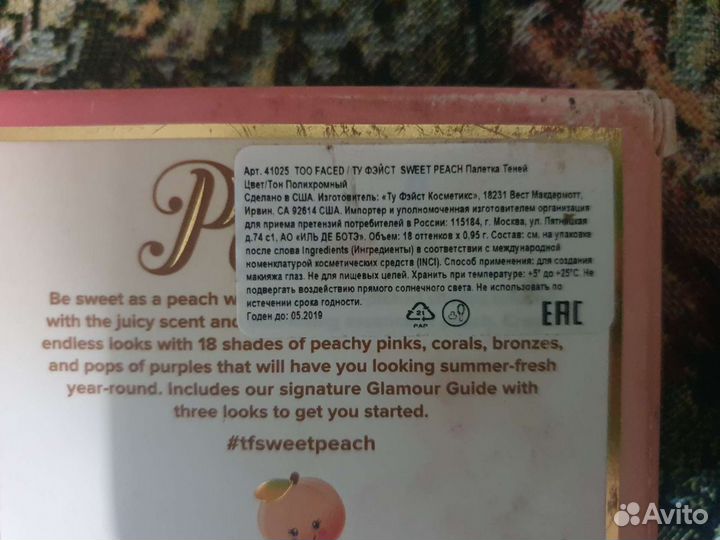 Арт. 41025 TOO FACED / ТУ ФЭЙСТ SWEET PEACH Палетка Теней
Цвет/Тон Полихромный
Сделано в США. Изготовитель: «Ту Фэйст Косметикс», 18231 Вест Макдермотт,
Ирвин, CA 92614 США. Импортер и уполномоченная изготовителем организация
для приема претензий потребителей в России: 115184, г. Москва, ул. Пятницкая
д.74 с1, АО «ИЛЬ ДЕ БОТЭ». Объем: 18 оттенков x 0.95 г. Состав: см. на упаковке
после слова Ingredients (Ингредиенты) в соответствии с международной
номенклатурой косметических средств (INCI). Способ применения: для создания
макияжа глаз. Не для пищевых целей. Хранить при температуре: +5° до +25°C. Не
подвергать воздействию прямого солнечного света. Не использовать по
истечении срока годности.
Годен до: 05.2019
21
PAP
EAC
P
Be sweet as a peach w
with the juicy scent and
endless looks with 18 shades of peachy pinks, corals, bronzes,
and pops of purples that will have you looking summer-fresh
year-round. Includes our signature Glamour Guide with
three looks to get you started.
#tfsweetpeach
Avito